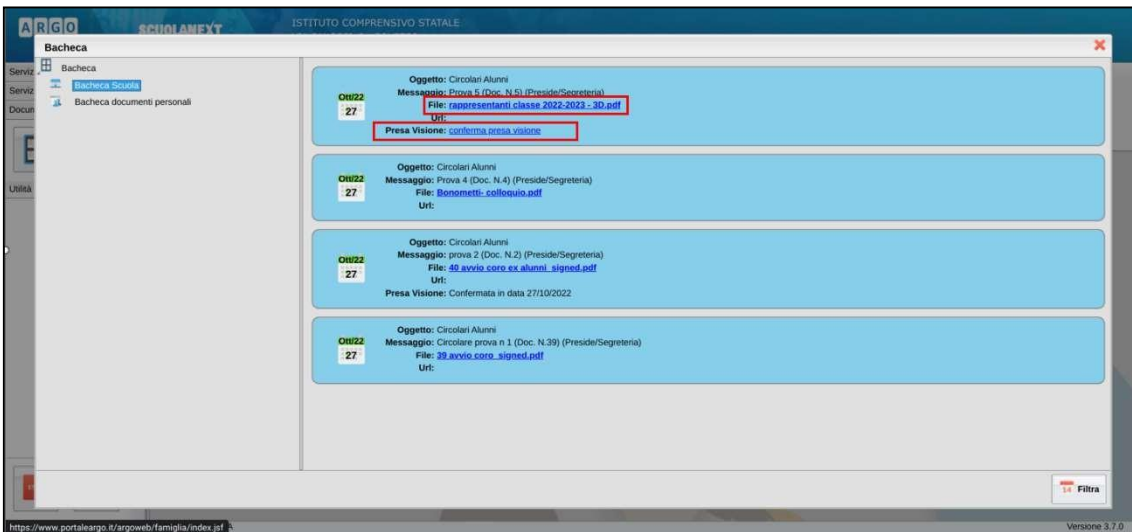 ARGO
SCUOLANEXT
ISTITUTO COMPRENSIVO STATALE
Bacheca
Serviz
Serviz
Docun
Utilità
Bacheca
Bacheca Scuola
Bacheca documenti personali
Ott/22
27
Oggetto: Circolari Alunni
Messaggio: Prova 5 (Doc. N.5) (Preside/Segreteria)
File: rappresentanti classe 2022-2023 - 3D.pdf
Url:
Presa Visione: conferma presa visione
Ott/22
27
Oggetto: Circolari Alunni
Messaggio: Prova 4 (Doc. N.4) (Preside/Segreteria)
File: Bonometti- colloquio.pdf
Url:
Ott/22
27
Oggetto: Circolari Alunni
Messaggio: prova 2 (Doc. N.2) (Preside/Segreteria)
File: 40 avvio coro ex alunni_signed.pdf
Url:
Presa Visione: Confermata in data 27/10/2022
Ott/22
27
Oggetto: Circolari Alunni
Messaggio: Circolare prova n 1 (Doc. N.39) (Preside/Segreteria)
File: 39 avvio coro_signed.pdf
Url:
14 Filtra
https://www.portaleargo.it/argoweb/famiglia/index.jsf
Versione 3.7.0